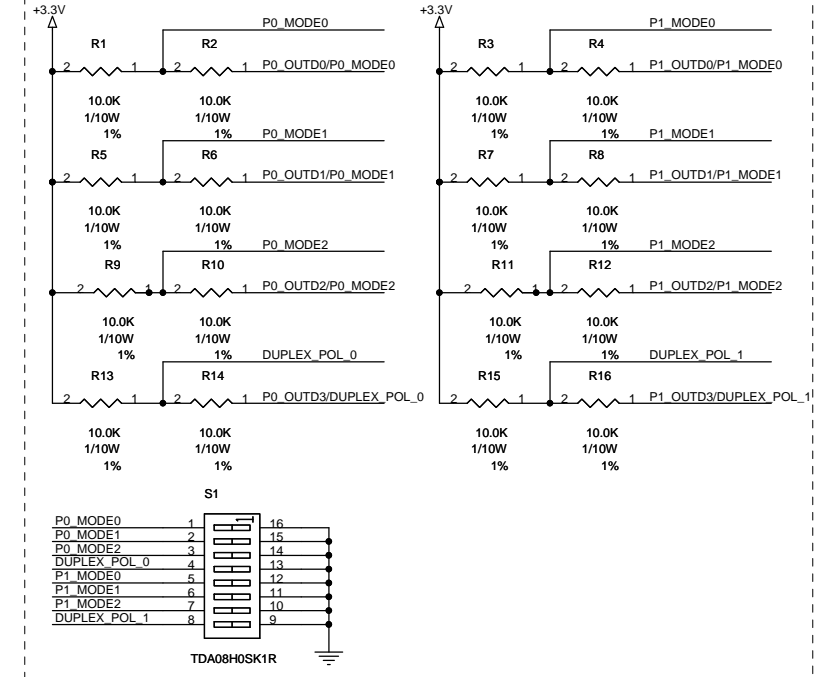 +3.3V +3.3V
P0_MODE0 P1_MODE0
R1 R2 R3 R4
2 1 2 1 P0_OUTD0/P0_MODE0 2 1 2 1 P1_OUTD0/P1_MODE0
10.0K 10.0K 10.0K 10.0K
1/10W 1/10W 1/10W 1/10W
1% 1% P0_MODE1 1% 1% P1_MODE1
R5 R6 R7 R8
2 1 2 1 P0_OUTD1/P0_MODE1 2 1 2 1 P1_OUTD1/P1_MODE1
10.0K 10.0K 10.0K 10.0K
1/10W 1/10W 1/10W 1/10W
1% 1% P0_MODE2 1% 1% P1_MODE2
R9 R10 R11 R12
2 1 2 1 P0_OUTD2/P0_MODE2 2 1 2 1 P1_OUTD2/P1_MODE2
10.0K 10.0K 10.0K 10.0K
1/10W 1/10W 1/10W 1/10W
1% 1% DUPLEX_POL_0 1% 1% DUPLEX_POL_1
R13 R14 R15 R16
2 1 2 1 P0_OUTD3/DUPLEX_POL_0 2 1 2 1 P1_OUTD3/DUPLEX_POL_1
10.0K 10.0K 10.0K 10.0K
1/10W 1/10W 1/10W 1/10W
1% 1% 1% 1%
S1
P0_MODE0 1 1 16
P0_MODE1 2 15
P0_MODE2 3 14
DUPLEX_POL_0 4 13
P1_MODE0 5 12
P1_MODE1 6 11
P1_MODE2 7 10
DUPLEX_POL_1 8 9
TDA08H0SK1R